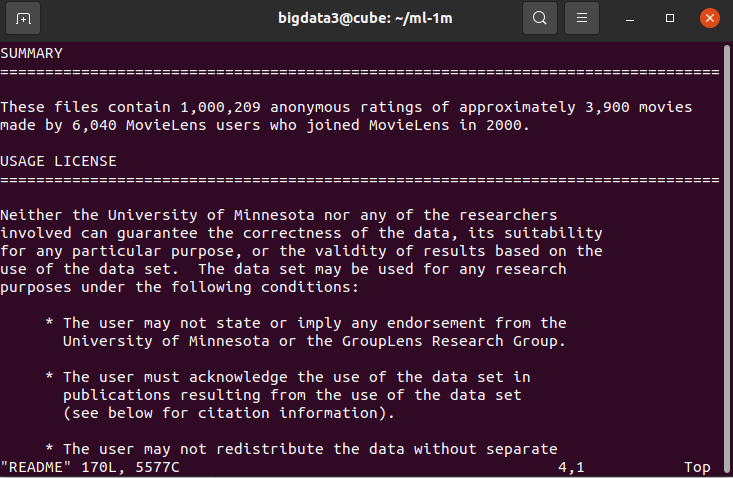 bigdata3@cube: ~/ml-1m
SUMMARY
================================================================================
These files contain 1,000,209 anonymous ratings of approximately 3,900 movies
made by 6,040 MovieLens users who joined MovieLens in 2000.
USAGE LICENSE
================================================================================
Neither the University of Minnesota nor any of the researchers
involved can guarantee the correctness of the data, its suitability
for any particular purpose, or the validity of results based on the
use of the data set.  The data set may be used for any research
purposes under the following conditions:
* The user may not state or imply any endorsement from the
University of Minnesota or the GroupLens Research Group.
* The user must acknowledge the use of the data set in
publications resulting from the use of the data set
(see below for citation information).
* The user may not redistribute the data without separate
"README" 170L, 5577C 4,1 Top